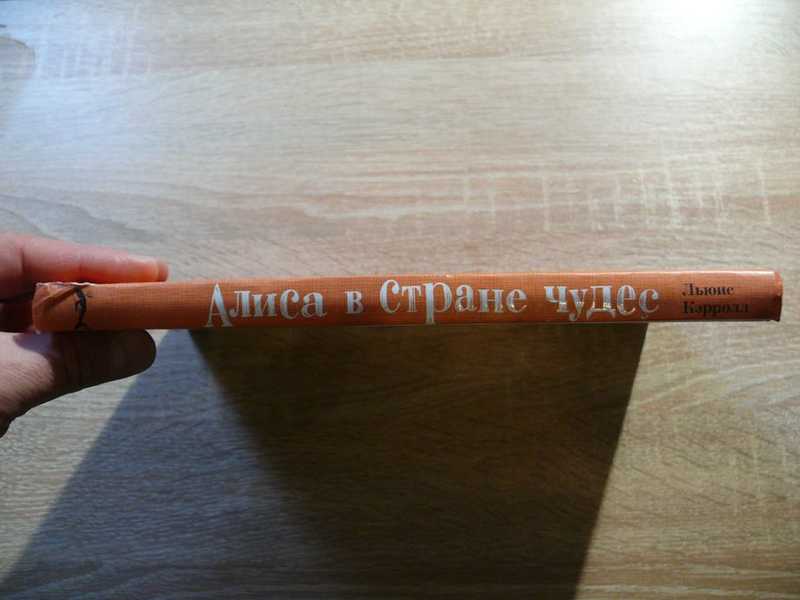 Алиса в стране чудес
Льюис
Кэрролл